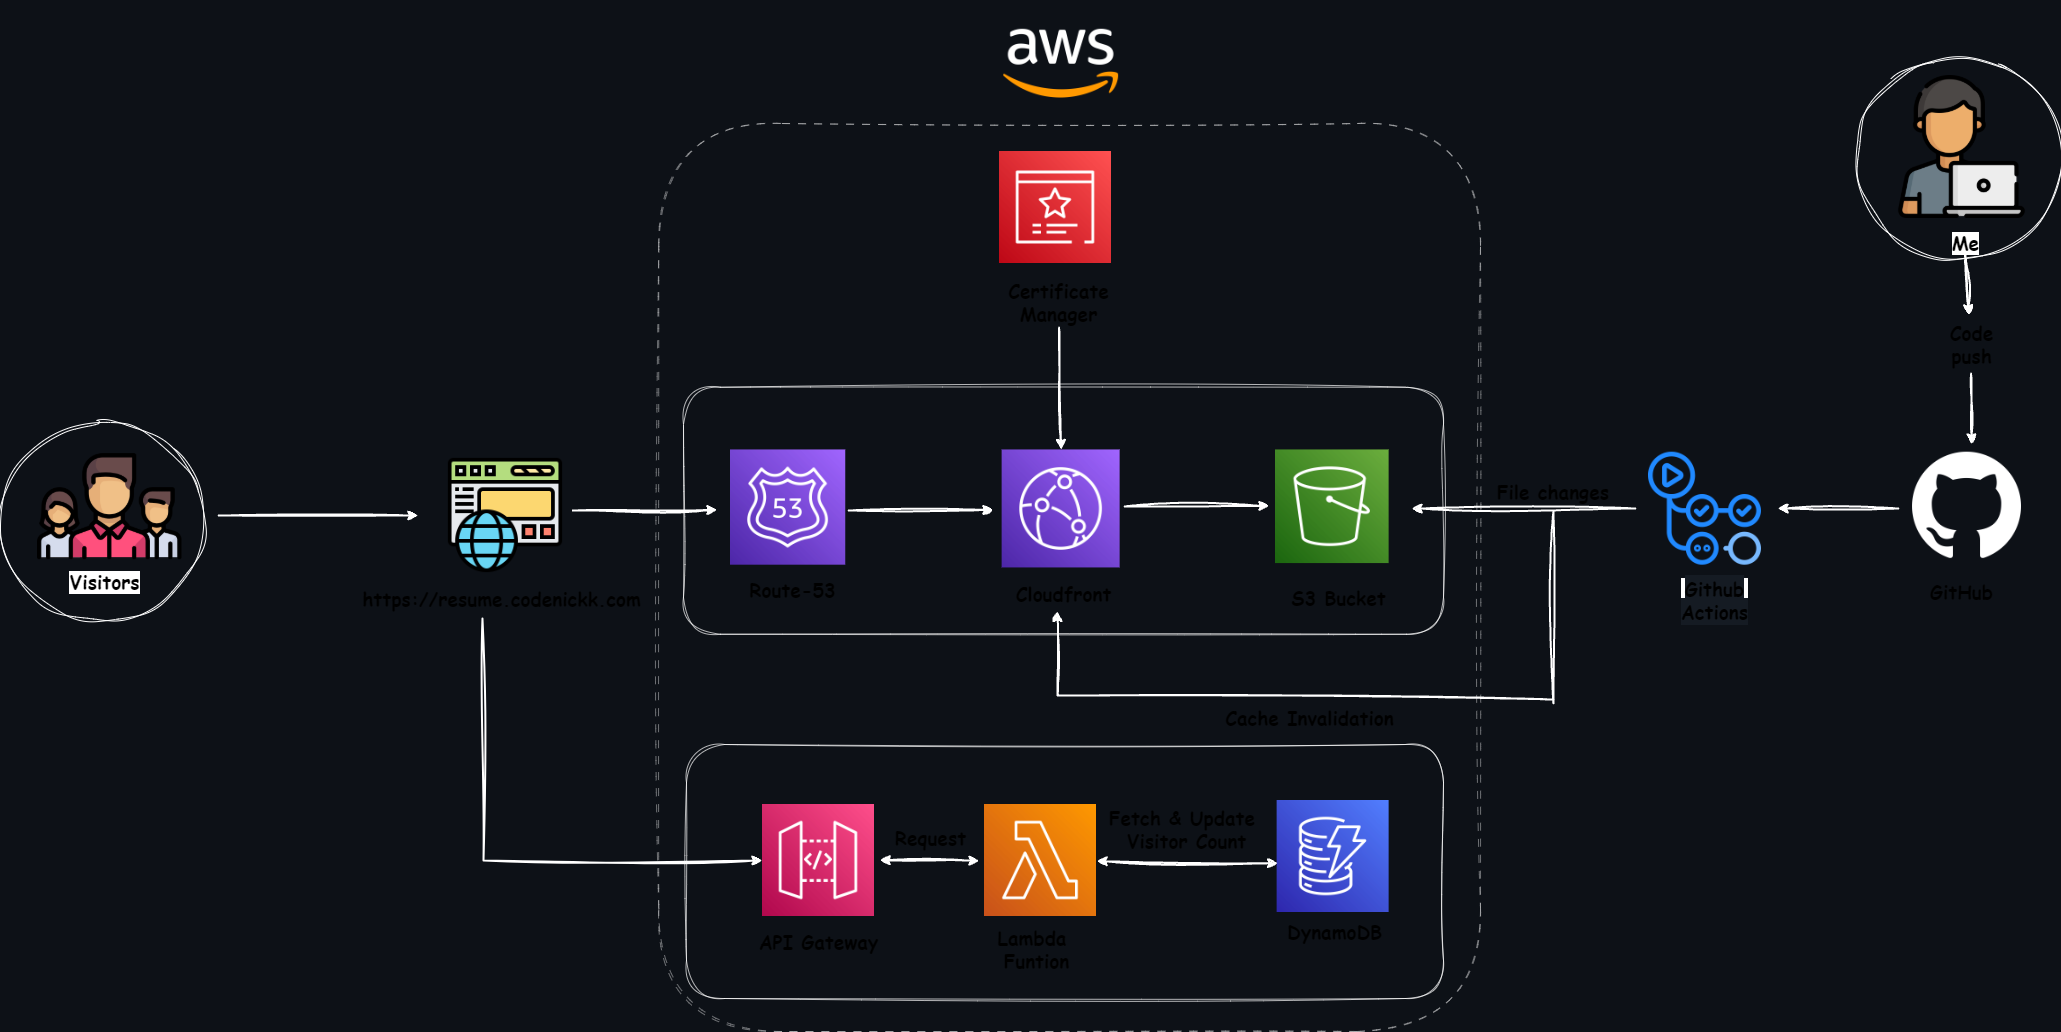 aws
Me
Certificate
Manager
Code
push
File changes
53
Visitors
https://resume.codenickk.com
Route-53
Cloudfront
S3 Bucket
Github
Actions
GitHub
Cache Invalidation
Request
Fetch & Update
Visitor Count
</>
API Gateway
Lambda
Funtion
DynamoDB